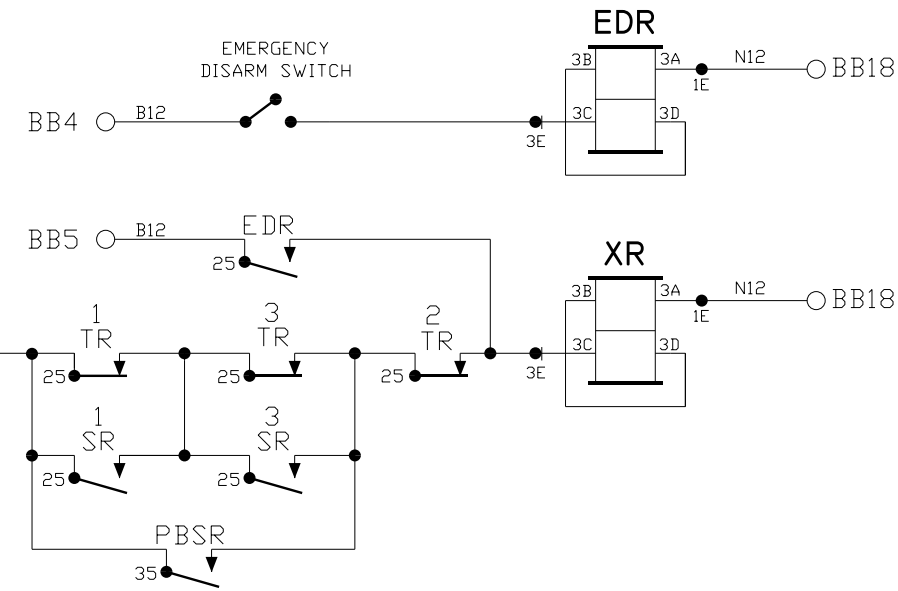 EDR
EMERGENCY
DISARM SWITCH
3B
3A
N12
BB18
1E
BB4
B12
3C
3D
3E
BB5
B12
EDR
25
XR
3B
3A
N12
BB18
1E
1
TR
3
TR
2
TR
3C
3D
25
25
25
3E
1
SR
3
SR
25
25
PBSR
35